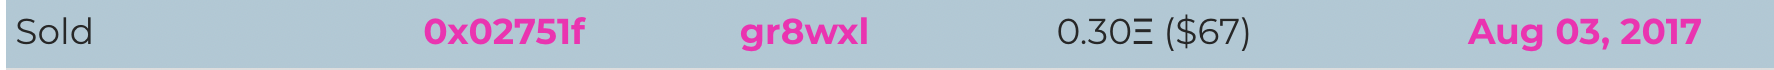 Sold 0x02751f gr8wxl 0.30Ξ ($67) Aug 03, 2017